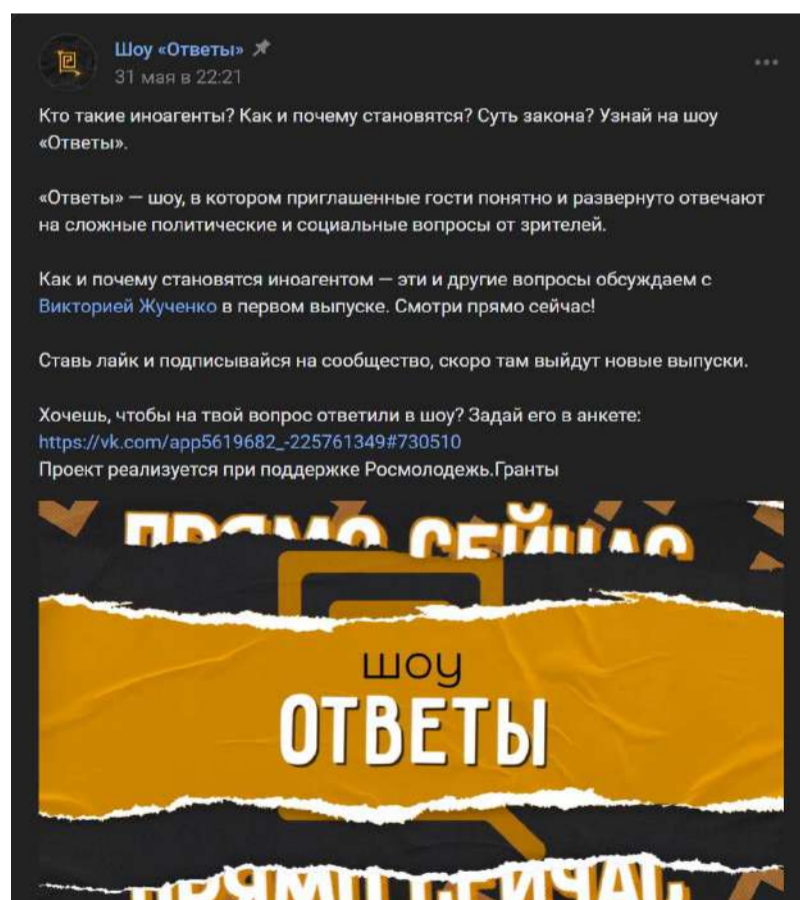 Шоу «Ответы»
31 мая в 22:21
Кто такие иноагенты? Как и почему становятся? Суть закона? Узнай на шоу
«Ответы».
«Ответы» — шоу, в котором приглашенные гости понятно и развернуто отвечают
на сложные политические и социальные вопросы от зрителей.
Как и почему становятся иноагентом — эти и другие вопросы обсуждаем с
Викторией Жученко в первом выпуске. Смотри прямо сейчас!
Ставь лайк и подписывайся на сообщество, скоро там выйдут новые выпуски.
Хочешь, чтобы на твой вопрос ответили в шоу? Задай его в анкете:
https://vk.com/app5619682_-225761349#730510
Проект реализуется при поддержке Росмолодежь.Гранты
ПРЯМО СЕЙЧАС
шоу
ОТВЕТЫ
ПРЯМО СЕЙЧАС